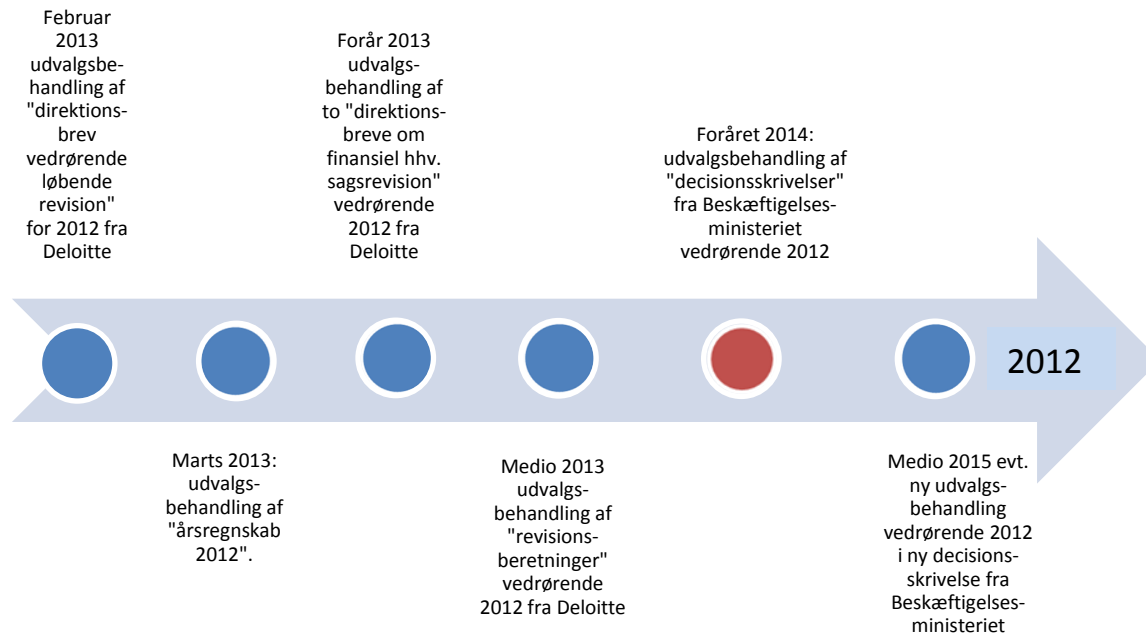 Februar
2013
udvalgsbe-
handling af
"direktions-
brev
vedrørende
løbende
revision"
for 2012 fra
Deloitte
Marts 2013:
udvalgs-
behandling af
"årsregnskab
2012".
Forår 2013
udvalgs-
behandling af
to "direktions-
breve om
finansiel hhv.
sagsrevision"
vedrørende
2012 fra
Deloitte
Medio 2013
udvalgs-
behandling af
"revisions-
beretninger"
vedrørende
2012 fra Deloitte
Foråret 2014:
udvalgsbehandling af
"decisionsskrivelser"
fra Beskæftigelses-
ministeriet
vedrørende 2012
Medio 2015 evt.
ny udvalgs-
behandling
vedrørende 2012
i ny decisions-
skrivelse fra
Beskæftigelses-
ministeriet
2012